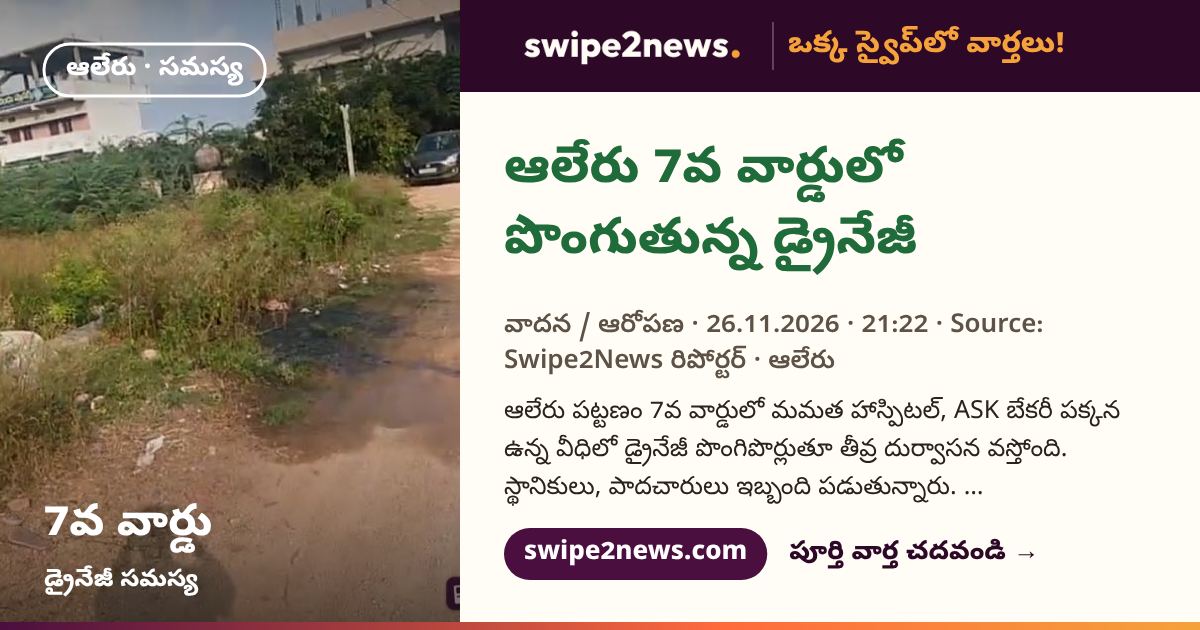 ఆలేరు · సమస్య
swipe2news.
ఒక్క స్వైప్‌లో వార్తలు!
ఆలేరు 7వ వార్డులో
పొంగుతున్న డ్రైనేజీ
వాదన / ఆరోపణ · 26.11.2026 · 21:22 · Source:
Swipe2News రిపోర్టర్ · ఆలేరు
ఆలేరు పట్టణం 7వ వార్డులో మమత హాస్పిటల్, ASK బేకరీ పక్కన
ఉన్న వీధిలో డ్రైనేజీ పొంగిపొర్లుతూ తీవ్ర దుర్వాసన వస్తోంది.
స్థానికులు, పాదచారులు ఇబ్బంది పడుతున్నారు. ...
swipe2news.com
పూర్తి వార్త చదవండి →
7వ వార్డు
డ్రైనేజీ సమస్య